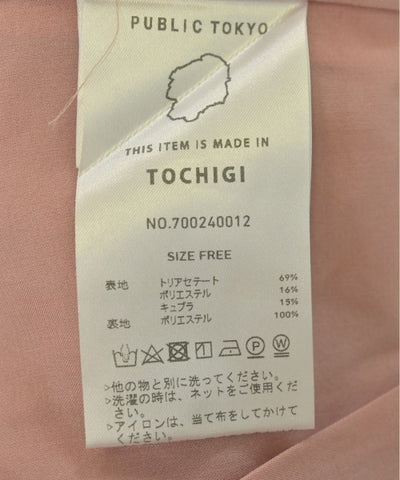 PUBLIC TOKYO
THIS ITEM IS MADE IN
TOCHIGI
NO.700240012
SIZE FREE
表地 トリアセテート 69%
ポリエステル 16%
キュプラ 15%
裏地 ポリエステル 100%
P W
>他の物と別に洗ってください。
>洗濯の時は、ネットをご使用くだ
さい。
>アイロンは、当て布をしてかけて
ください。